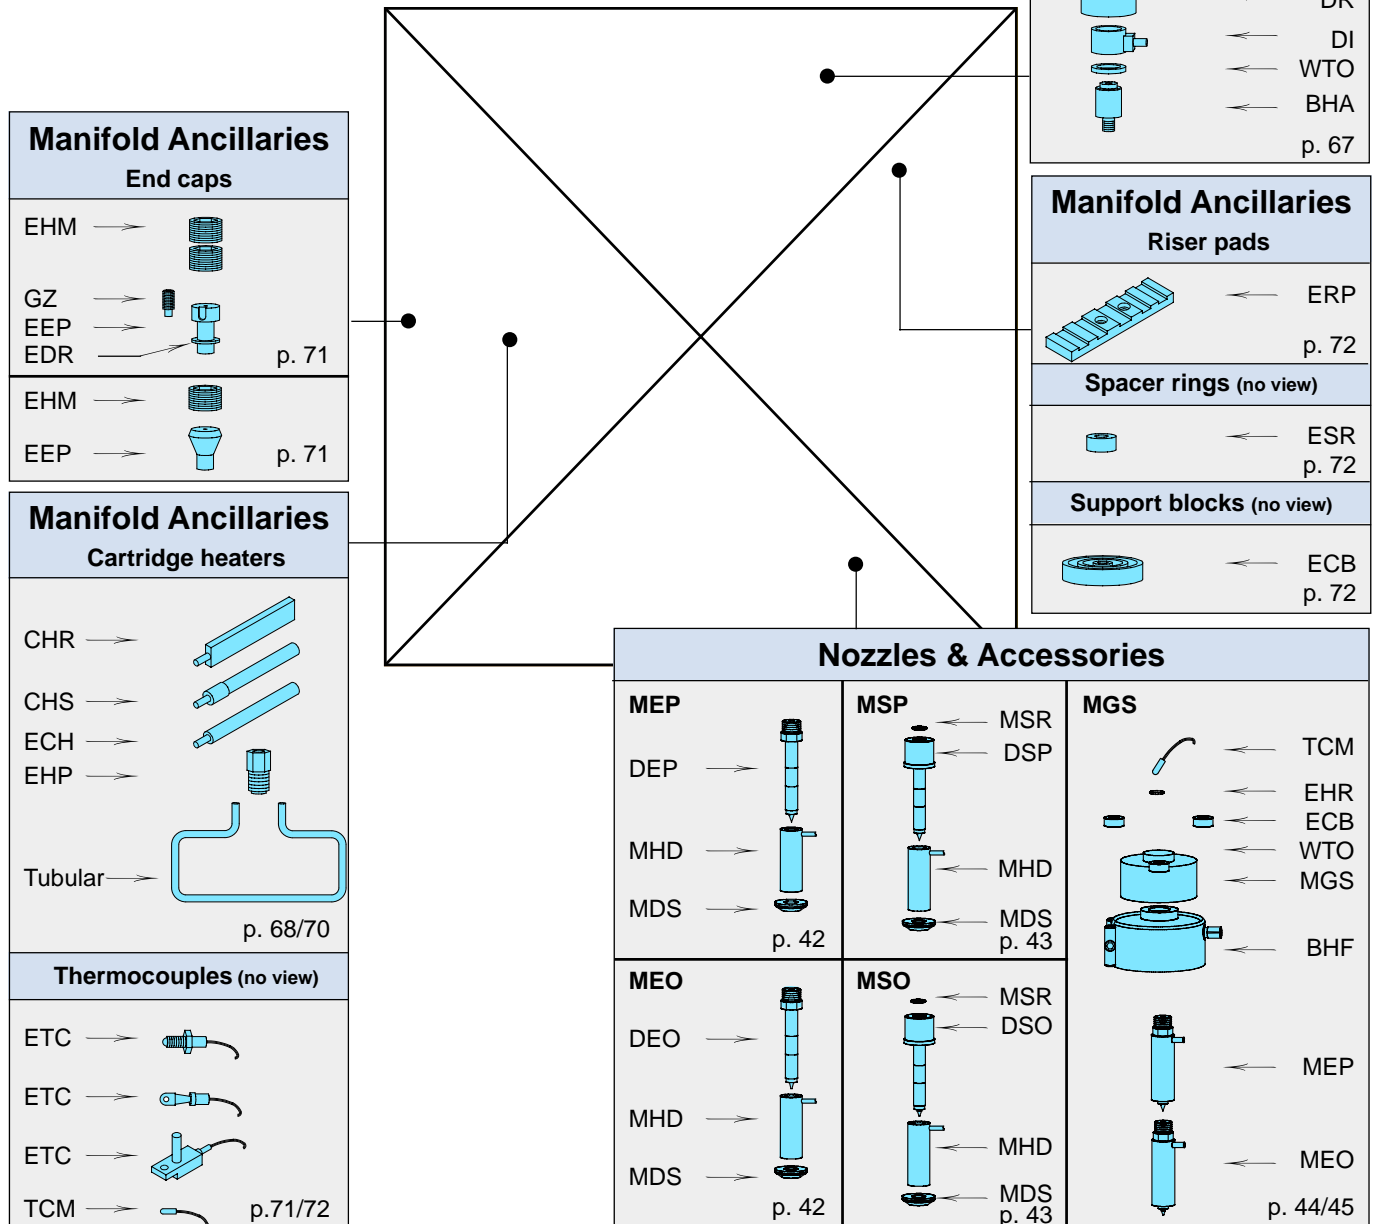 DR
DI
WTO
BHA
p. 67
Manifold Ancillaries
End caps
EHM
GZ
EEP
EDR
p. 71
EHM
EEP
p. 71
Manifold Ancillaries
Cartridge heaters
CHR
CHS
ECH
EHP
Tubular
p. 68/70
Thermocouples (no view)
ETC
ETC
ETC
TCM
p.71/72
Manifold Ancillaries
Riser pads
ERP
p. 72
Spacer rings (no view)
ESR
p. 72
Support blocks (no view)
ECB
p. 72
Nozzles & Accessories
MEP
DEP
MHD
MDS
p. 42
MSP
MSR
DSP
MHD
MDS
p. 43
MEO
DEO
MHD
MDS
p. 42
MSO
MSR
DSO
MHD
MDS
p. 43
MGS
TCM
EHR
ECB
WTO
MGS
BHF
MEP
MEO
p. 44/45